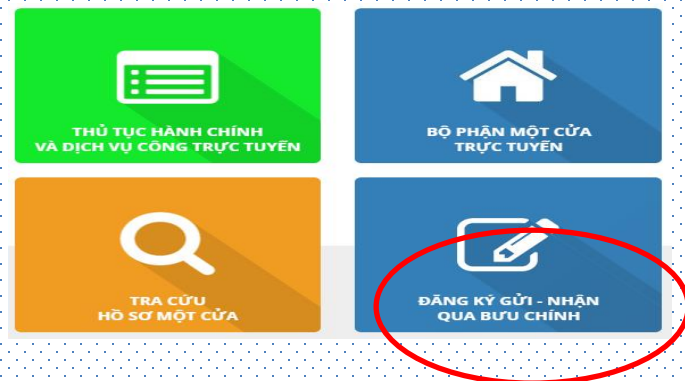 THỦ TỤC HÀNH CHÍNH
VÀ DỊCH VỤ CÔNG TRỰC TUYẾN
BỘ PHẬN MỘT CỬA
TRỰC TUYẾN
TRA CỨU
HỒ SƠ MỘT CỬA
ĐĂNG KÝ GỬI - NHẬN
QUA BƯU CHÍNH